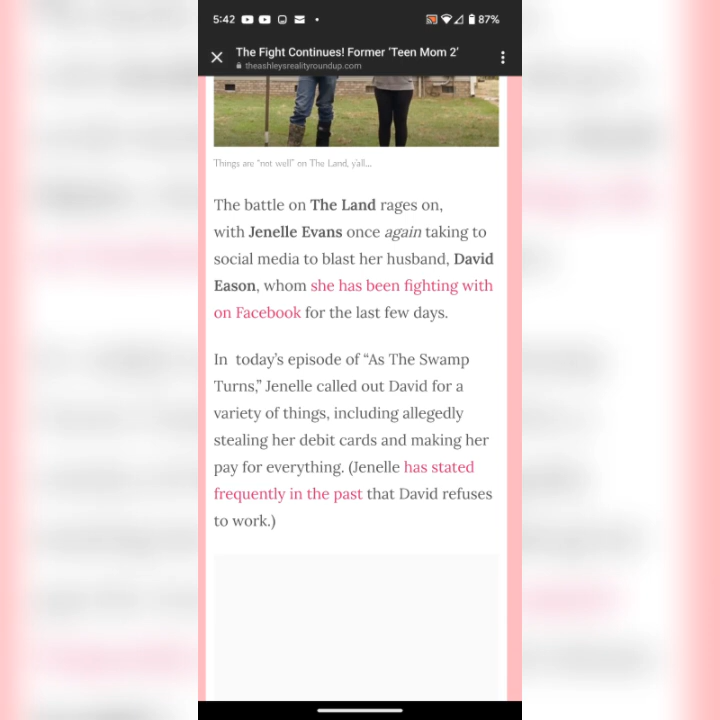 5:42
87%
The Fight Continues! Former ‘Teen Mom 2’
theashleysrealityroundup.com
Things are “not well” on The Land, y’all...
The battle on The Land rages on,
with Jenelle Evans once again taking to
social media to blast her husband, David
Eason, whom she has been fighting with
on Facebook for the last few days.
In  today’s episode of “As The Swamp
Turns,” Jenelle called out David for a
variety of things, including allegedly
stealing her debit cards and making her
pay for everything. (Jenelle has stated
frequently in the past that David refuses
to work.)